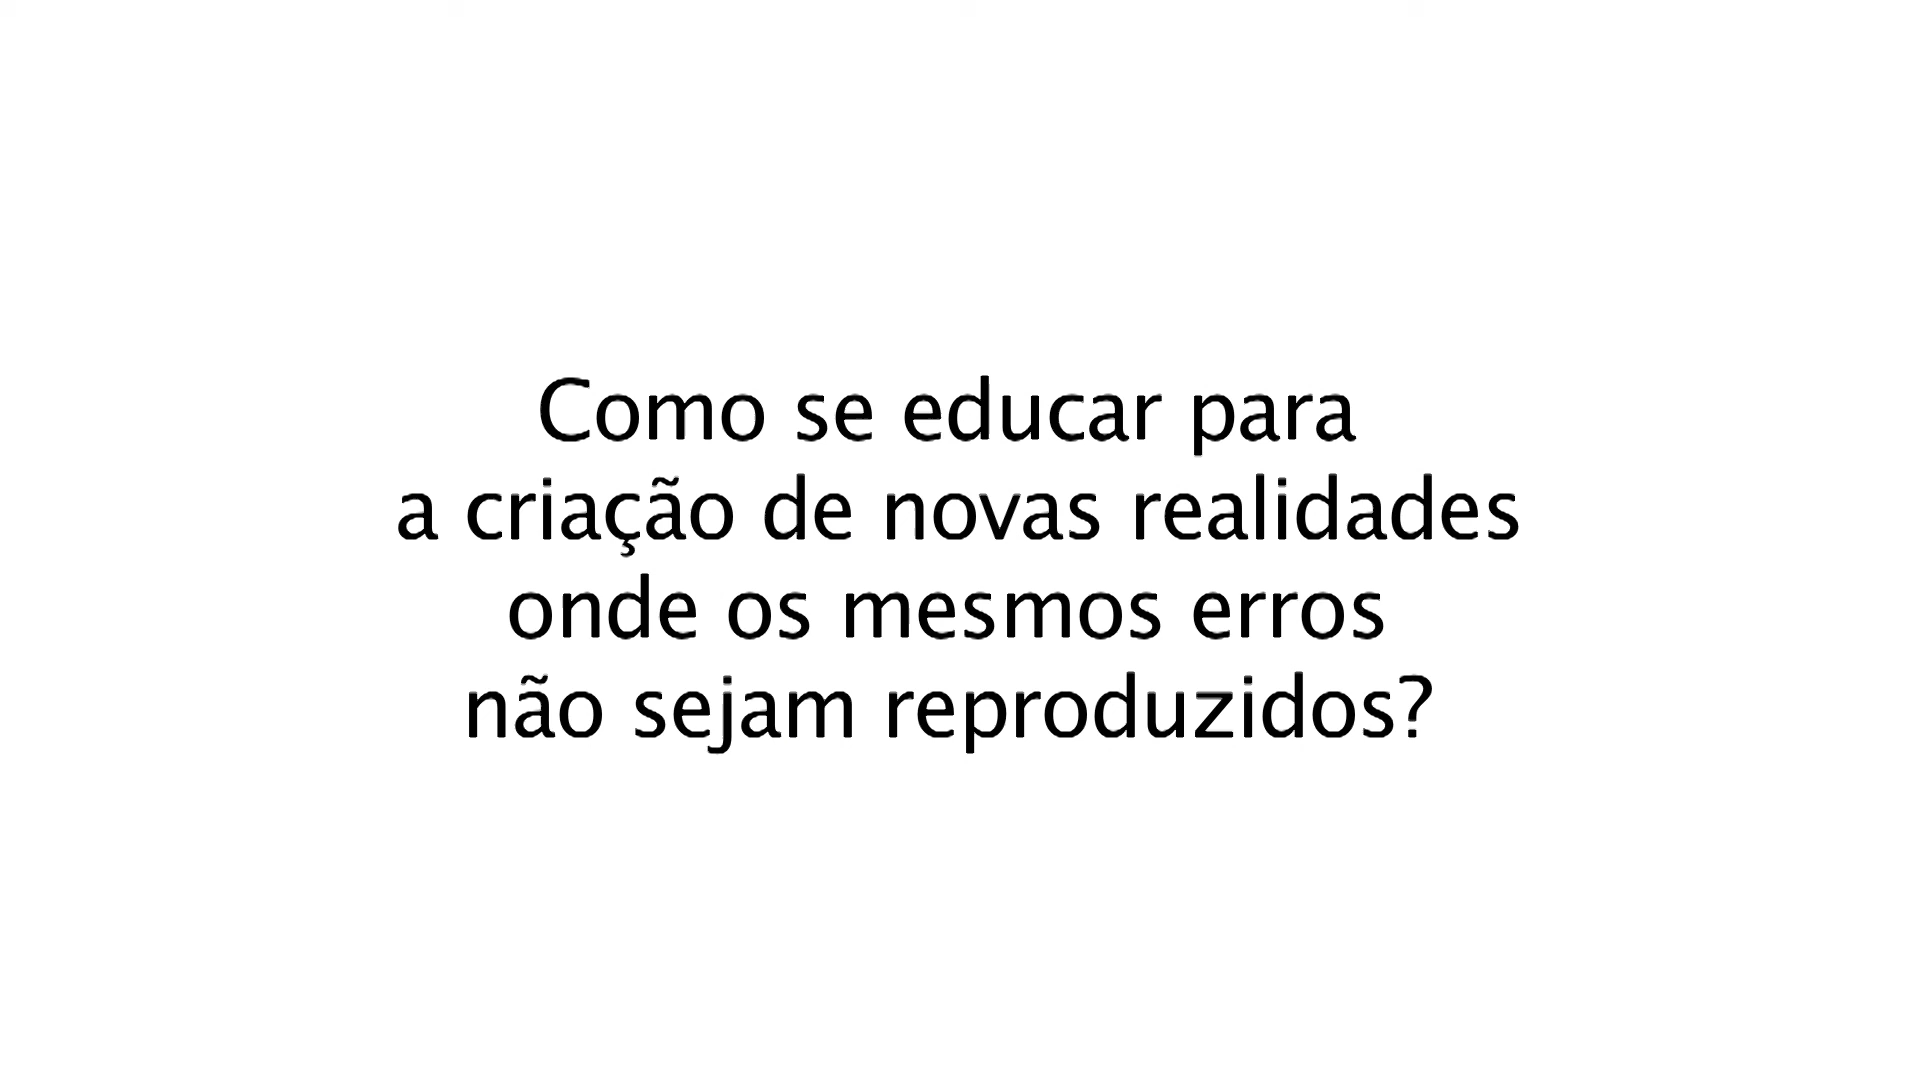 Como se educar para
a criação de novas realidades
onde os mesmos erros
não sejam reproduzidos?